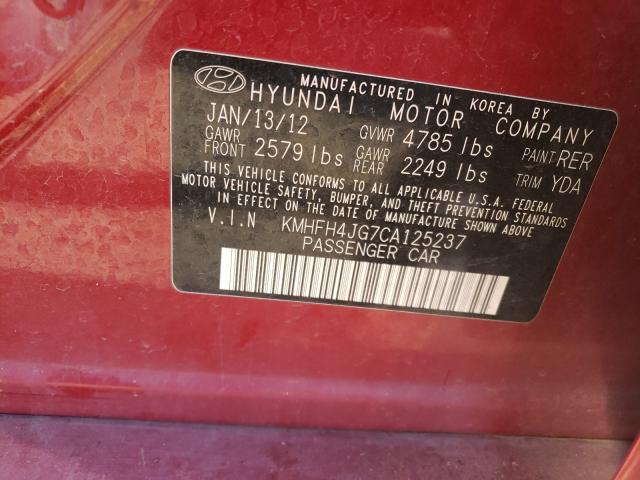 MANUFACTURED IN KOREA BY
HYUNDAI MOTOR COMPANY
JAN/13/12 GVWR 4785 lbs PAINT: RER
GAWR FRONT 2579 lbs GAWR REAR 2249 lbs TRIM YDA
THIS VEHICLE CONFORMS TO ALL APPLICABLE U.S.A. FEDERAL
MOTOR VEHICLE SAFETY, BUMPER, AND THEFT PREVENTION STANDARDS
IN EFFECT ON THE DATE OF MANUFACTURE SHOWN ABOVE
V.I.N KMHFH4JG7CA125237
PASSENGER CAR